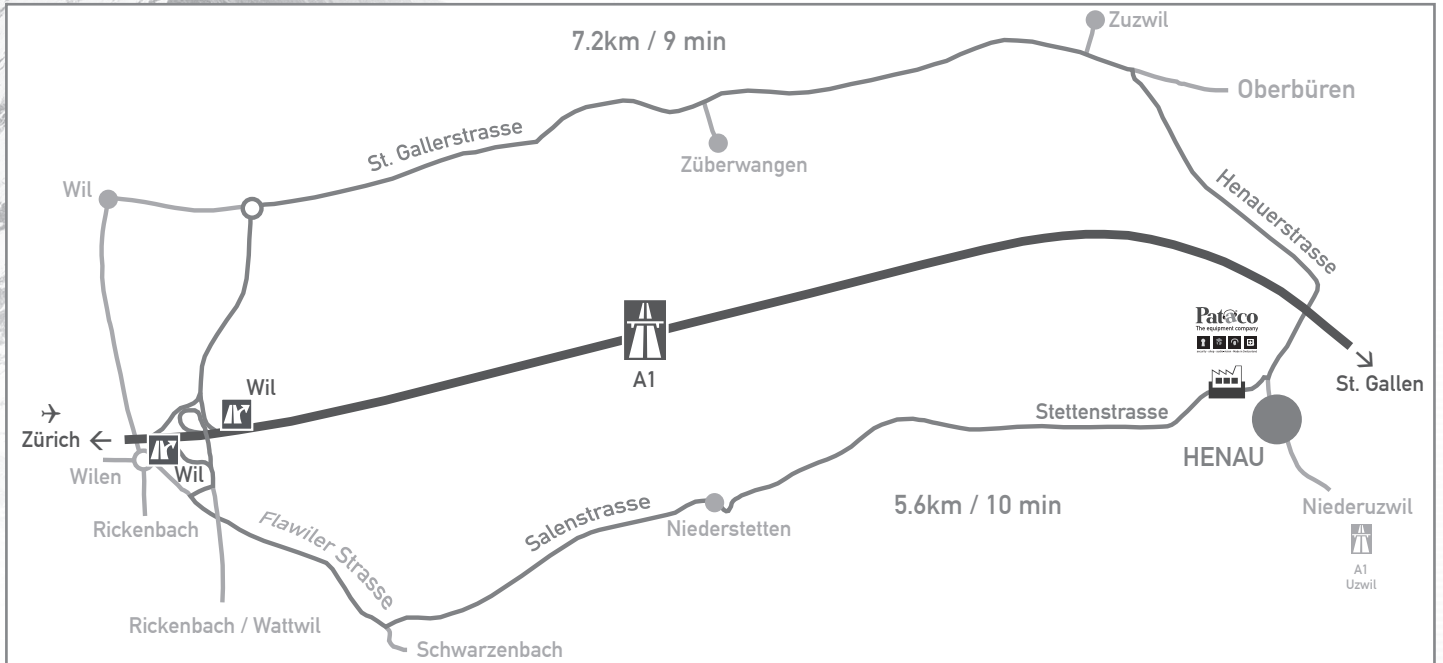 Zuzwil
7.2km / 9 min
Oberbüren
St. Gallerstrasse
Züberwangen
Wil
Henauerstrasse
Pataco
The equipment company
A1
St. Gallen
Wil
Stettenstrasse
Zürich
HENAU
Wilen
Wil
Niederuzwil
5.6km / 10 min
Salenstrasse
Niederstetten
Rickenbach
Flawiler Strasse
A1
Uzwil
Rickenbach / Wattwil
Schwarzenbach